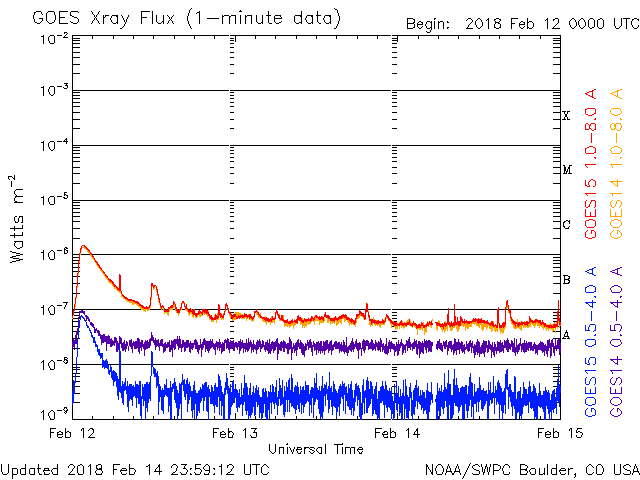 GOES Xray Flux (1-minute data)
Begin: 2018 Feb 12 0000 UTC
Watts m-2
10-2
10-3
10-4
10-5
10-6
10-7
10-8
10-9
X
M
C
B
A
GOES15 1.0-8.0 A
GOES14 1.0-8.0 A
GOES15 0.5-4.0 A
GOES14 0.5-4.0 A
Feb 12
Feb 13
Feb 14
Feb 15
Universal Time
Updated 2018 Feb 14 23:59:12 UTC
NOAA/SWPC Boulder, CO USA